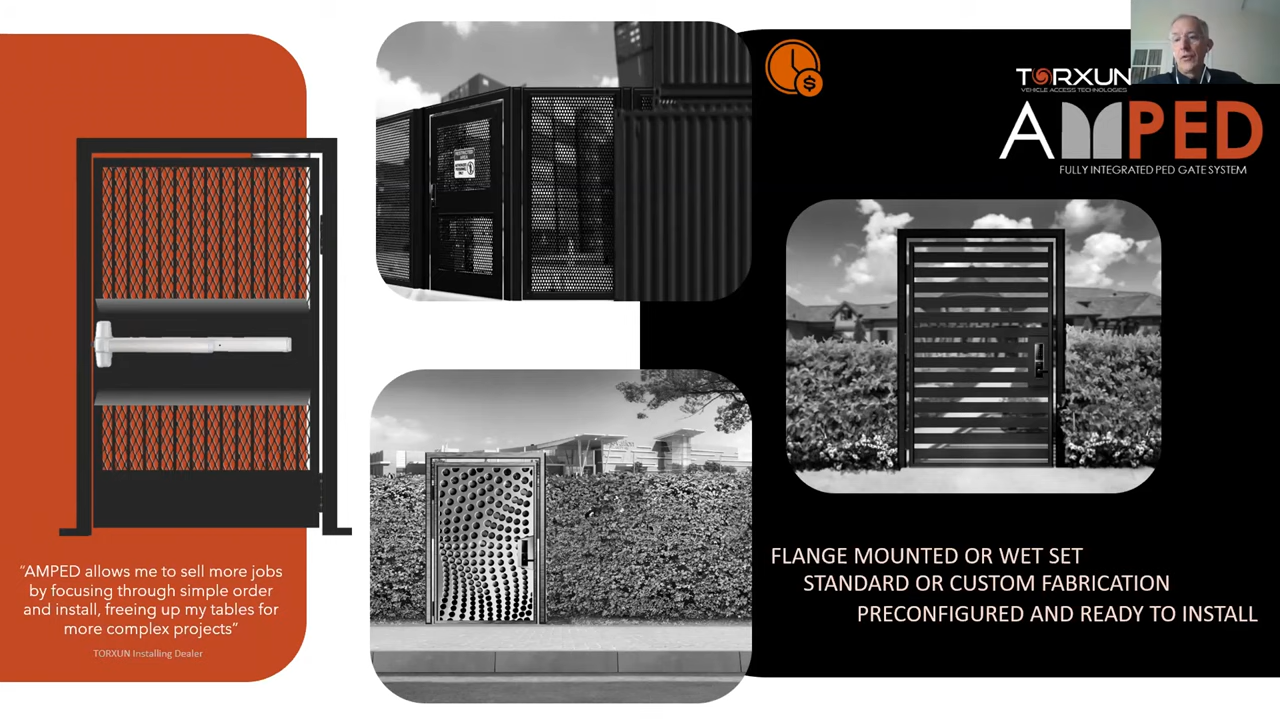 TORXUN
VEHICLE ACCESS TECHNOLOGIES
AMPED
FULLY INTEGRATED PED GATE SYSTEM
$
FLANGE MOUNTED OR WET SET
STANDARD OR CUSTOM FABRICATION
PRECONFIGURED AND READY TO INSTALL
“AMPED allows me to sell more jobs
by focusing through simple order
and install, freeing up my tables for
more complex projects”
TORXUN Installing Dealer